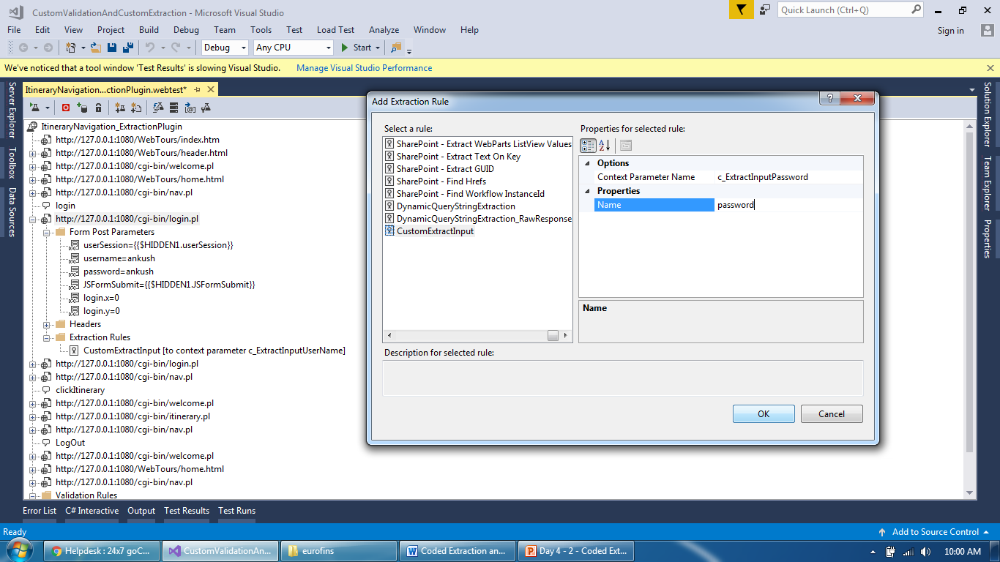 CustomValidationAndCustomExtraction - Microsoft Visual Studio
Quick Launch (Ctrl+Q)
File Edit View Project Build Debug Team Tools Test Load Test Analyze Window Help
Sign in
Debug Any CPU Start
We've noticed that a tool window 'Test Results' is slowing Visual Studio. Manage Visual Studio Performance
Server Explorer
Toolbox
Data Sources
ItineraryNavigation...ctionPlugin.webtest*
ItineraryNavigation_ExtractionPlugin
http://127.0.0.1:1080/WebTours/index.htm
http://127.0.0.1:1080/WebTours/header.html
http://127.0.0.1:1080/cgi-bin/welcome.pl
http://127.0.0.1:1080/WebTours/home.html
http://127.0.0.1:1080/cgi-bin/nav.pl
login
http://127.0.0.1:1080/cgi-bin/login.pl
Form Post Parameters
userSession={{$HIDDEN1.userSession}}
username=ankush
password=ankush
JSFormSubmit={{$HIDDEN1.JSFormSubmit}}
login.x=0
login.y=0
Headers
Extraction Rules
CustomExtractInput [to context parameter c_ExtractInputUserName]
http://127.0.0.1:1080/cgi-bin/login.pl
http://127.0.0.1:1080/cgi-bin/nav.pl
clickItinerary
http://127.0.0.1:1080/cgi-bin/welcome.pl
http://127.0.0.1:1080/cgi-bin/itinerary.pl
http://127.0.0.1:1080/cgi-bin/nav.pl
LogOut
http://127.0.0.1:1080/cgi-bin/welcome.pl
http://127.0.0.1:1080/WebTours/home.html
http://127.0.0.1:1080/cgi-bin/nav.pl
Validation Rules
Add Extraction Rule
?
Select a rule:
SharePoint - Extract WebParts ListView Values
SharePoint - Extract Text On Key
SharePoint - Extract GUID
SharePoint - Find Hrefs
SharePoint - Find Workflow InstanceId
DynamicQueryStringExtraction
DynamicQueryStringExtraction_RawResponse
CustomExtractInput
Properties for selected rule:
Options
Context Parameter Name c_ExtractInputPassword
Properties
Name password
Name
Description for selected rule:
OK Cancel
Solution Explorer
Team Explorer
Properties
Error List C# Interactive Output Test Results Test Runs
Ready
Add to Source Control
Helpdesk : 24x7 goC...
CustomValidationAn...
eurofins
Coded Extraction an...
Day 4 - 2 - Coded Ext...
10:00 AM